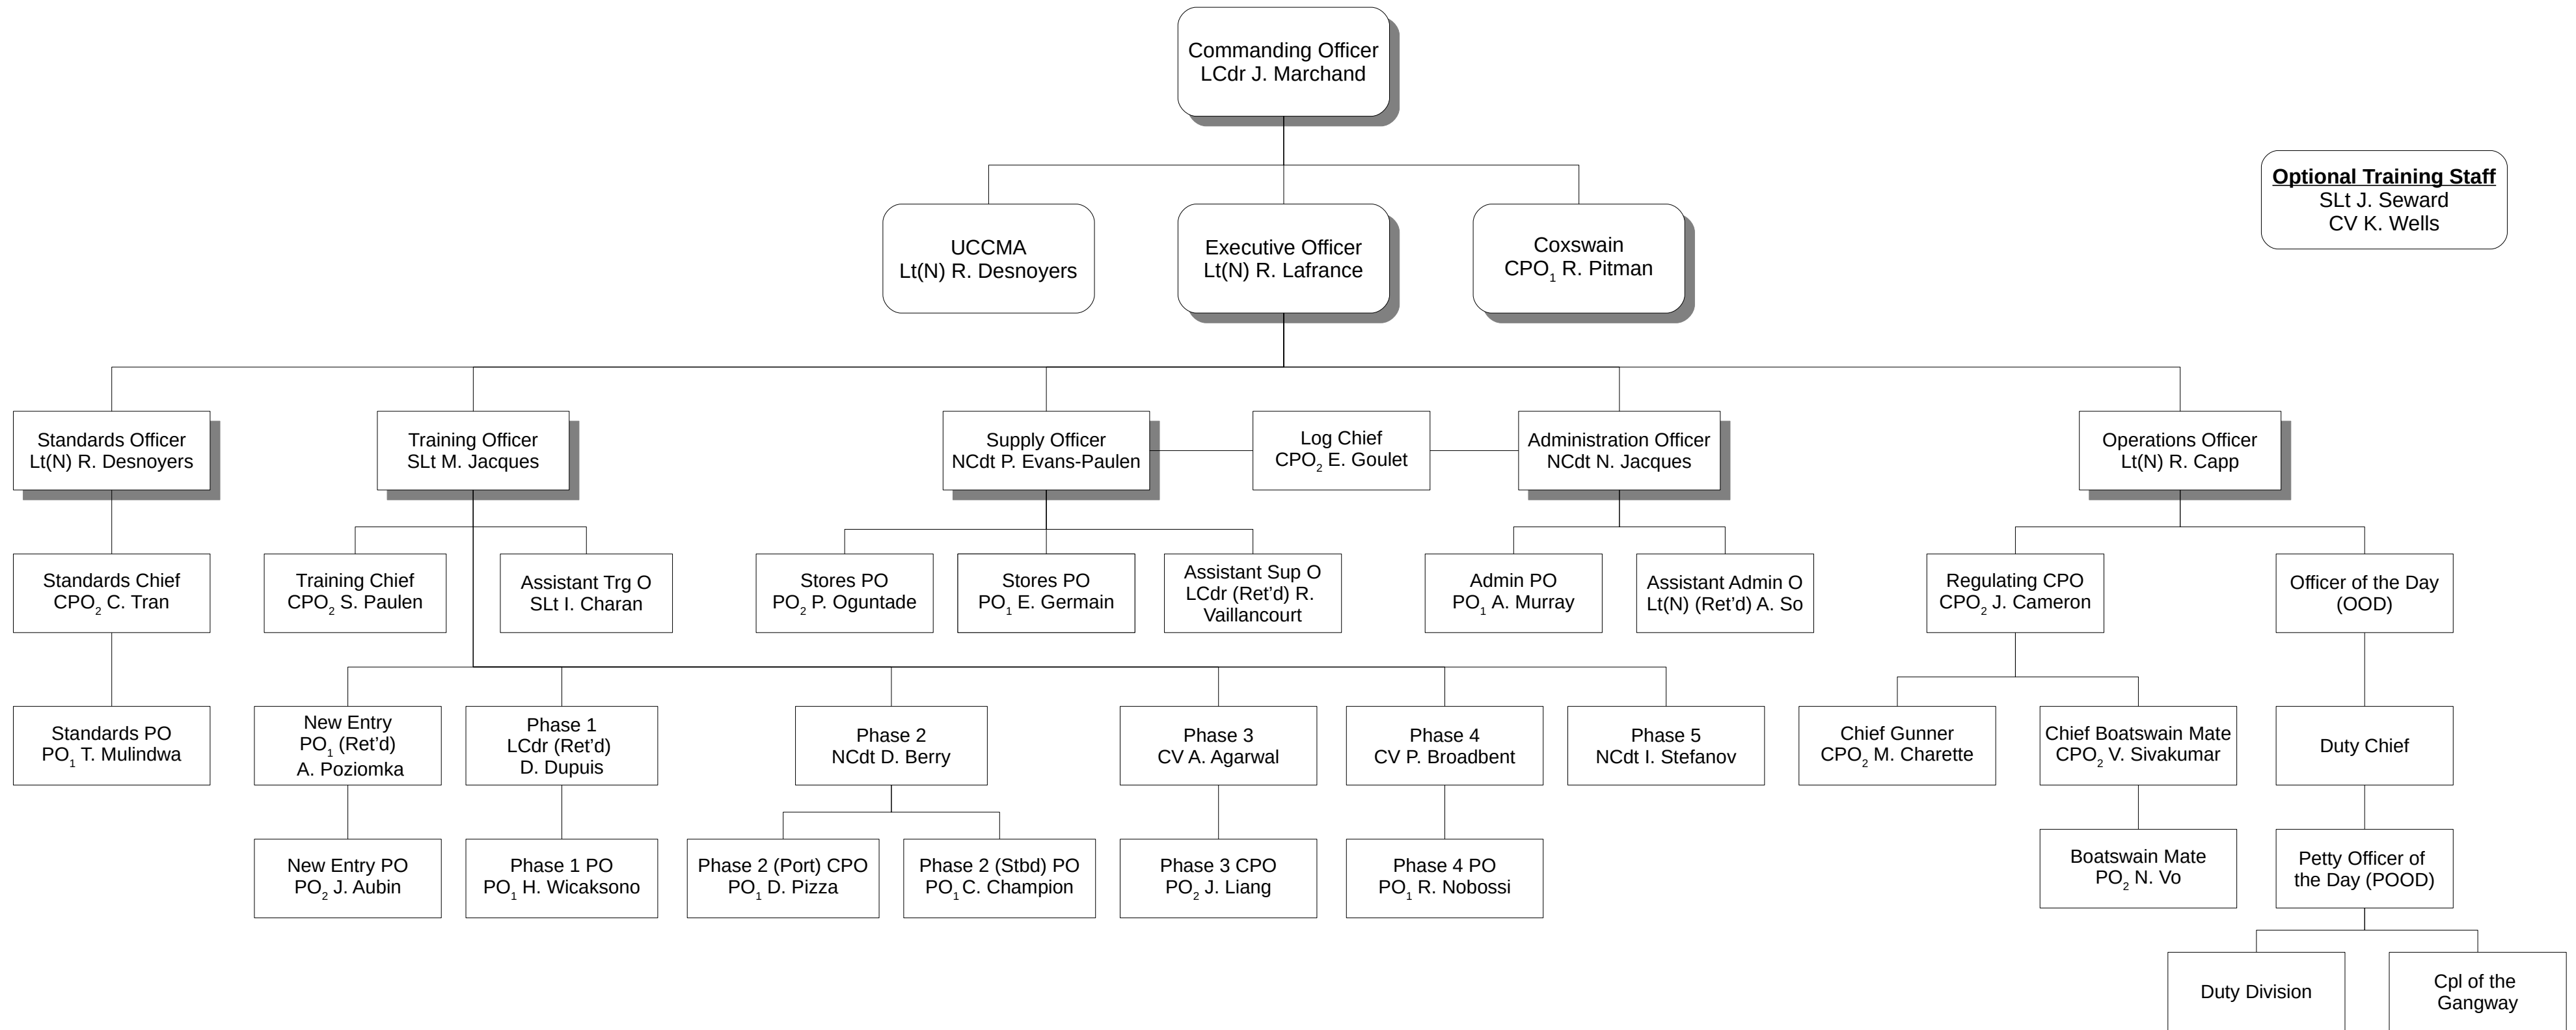 Commanding Officer
LCdr J. Marchand
Optional Training Staff
SLt J. Seward
CV K. Wells
UCCMA
Lt(N) R. Desnoyers
Executive Officer
Lt(N) R. Lafrance
Coxswain
CPO1 R. Pitman
Standards Officer
Lt(N) R. Desnoyers
Training Officer
SLt M. Jacques
Supply Officer
NCdt P. Evans-Paulen
Log Chief
CPO2 E. Goulet
Administration Officer
NCdt N. Jacques
Operations Officer
Lt(N) R. Capp
Standards Chief
CPO2 C. Tran
Training Chief
CPO2 S. Paulen
Assistant Trg O
SLt I. Charan
Stores PO
PO2 P. Oguntade
Stores PO
PO1 E. Germain
Assistant Sup O
LCdr (Ret’d) R.
Vaillancourt
Admin PO
PO1 A. Murray
Assistant Admin O
Lt(N) (Ret’d) A. So
Regulating CPO
CPO2 J. Cameron
Officer of the Day
(OOD)
Standards PO
PO1 T. Mulindwa
New Entry
PO1 (Ret’d)
A. Poziomka
Phase 1
LCdr (Ret’d)
D. Dupuis
Phase 2
NCdt D. Berry
Phase 3
CV A. Agarwal
Phase 4
CV P. Broadbent
Phase 5
NCdt I. Stefanov
Chief Gunner
CPO2 M. Charette
Chief Boatswain Mate
CPO2 V. Sivakumar
Duty Chief
New Entry PO
PO2 J. Aubin
Phase 1 PO
PO1 H. Wicaksono
Phase 2 (Port) CPO
PO1 D. Pizza
Phase 2 (Stbd) PO
PO1 C. Champion
Phase 3 CPO
PO2 J. Liang
Phase 4 PO
PO1 R. Nobossi
Boatswain Mate
PO2 N. Vo
Petty Officer of
the Day (POOD)
Duty Division
Cpl of the
Gangway